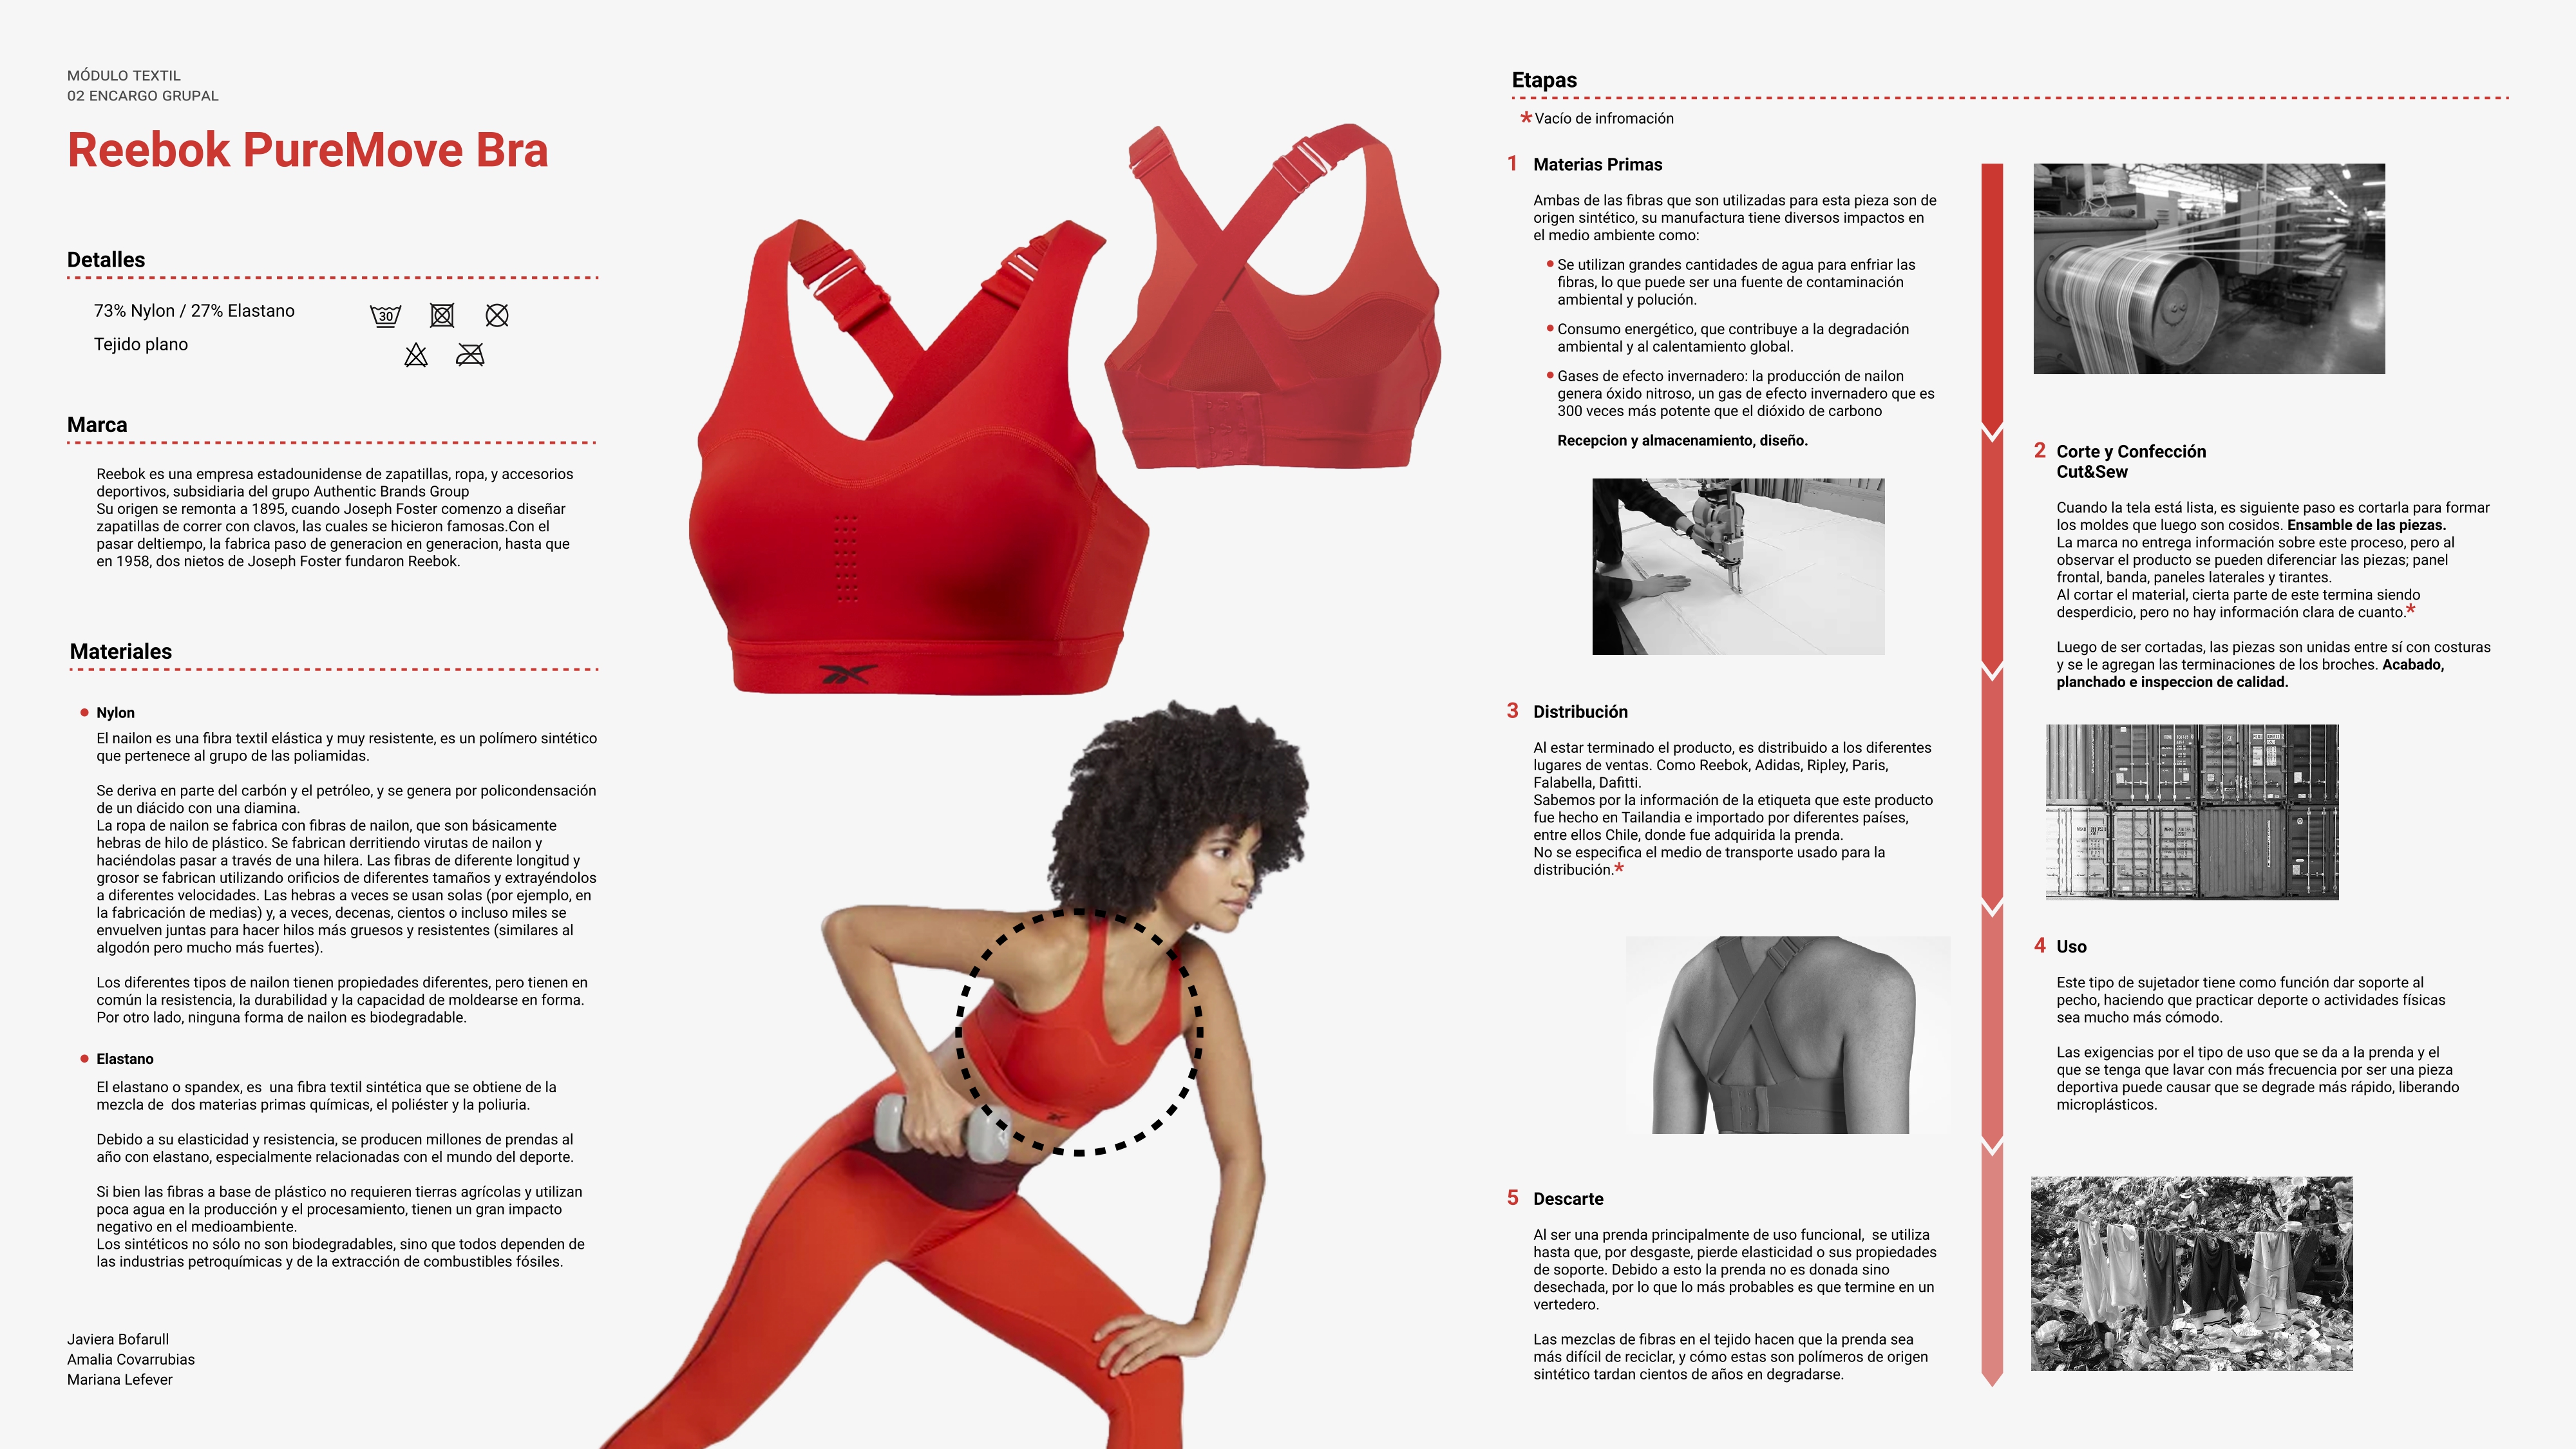 MÓDULO TEXTIL
02 ENCARGO GRUPAL
Reebok PureMove Bra
Detalles
73% Nylon / 27% Elastano
Tejido plano
30
Marca
Reebok es una empresa estadounidense de zapatillas, ropa, y accesorios
deportivos, subsidiaria del grupo Authentic Brands Group
Su origen se remonta a 1895, cuando Joseph Foster comenzo a diseñar
zapatillas de correr con clavos, las cuales se hicieron famosas.Con el
pasar deltiempo, la fabrica paso de generacion en generacion, hasta que
en 1958, dos nietos de Joseph Foster fundaron Reebok.
Materiales
Nylon
El nailon es una fibra textil elástica y muy resistente, es un polímero sintético
que pertenece al grupo de las poliamidas.
Se deriva en parte del carbón y el petróleo, y se genera por policondensación
de un diácido con una diamina.
La ropa de nailon se fabrica con fibras de nailon, que son básicamente
hebras de hilo de plástico. Se fabrican derritiendo virutas de nailon y
haciéndolas pasar a través de una hilera. Las fibras de diferente longitud y
grosor se fabrican utilizando orificios de diferentes tamaños y extrayéndolos
a diferentes velocidades. Las hebras a veces se usan solas (por ejemplo, en
la fabricación de medias) y, a veces, decenas, cientos o incluso miles se
envuelven juntas para hacer hilos más gruesos y resistentes (similares al
algodón pero mucho más fuertes).
Los diferentes tipos de nailon tienen propiedades diferentes, pero tienen en
común la resistencia, la durabilidad y la capacidad de moldearse en forma.
Por otro lado, ninguna forma de nailon es biodegradable.
Elastano
El elastano o spandex, es  una fibra textil sintética que se obtiene de la
mezcla de  dos materias primas químicas, el poliéster y la poliuria.
Debido a su elasticidad y resistencia, se producen millones de prendas al
año con elastano, especialmente relacionadas con el mundo del deporte.
Si bien las fibras a base de plástico no requieren tierras agrícolas y utilizan
poca agua en la producción y el procesamiento, tienen un gran impacto
negativo en el medioambiente.
Los sintéticos no sólo no son biodegradables, sino que todos dependen de
las industrias petroquímicas y de la extracción de combustibles fósiles.
Javiera Bofarull
Amalia Covarrubias
Mariana Lefever
Etapas
*Vacío de infromación
1 Materias Primas
Ambas de las fibras que son utilizadas para esta pieza son de
origen sintético, su manufactura tiene diversos impactos en
el medio ambiente como:
Se utilizan grandes cantidades de agua para enfriar las
fibras, lo que puede ser una fuente de contaminación
ambiental y polución.
Consumo energético, que contribuye a la degradación
ambiental y al calentamiento global.
Gases de efecto invernadero: la producción de nailon
genera óxido nitroso, un gas de efecto invernadero que es
300 veces más potente que el dióxido de carbono
Recepcion y almacenamiento, diseño.
2 Corte y Confección
Cut&Sew
Cuando la tela está lista, es siguiente paso es cortarla para formar
los moldes que luego son cosidos. Ensamble de las piezas.
La marca no entrega información sobre este proceso, pero al
observar el producto se pueden diferenciar las piezas; panel
frontal, banda, paneles laterales y tirantes.
Al cortar el material, cierta parte de este termina siendo
desperdicio, pero no hay información clara de cuanto.*
Luego de ser cortadas, las piezas son unidas entre sí con costuras
y se le agregan las terminaciones de los broches. Acabado,
planchado e inspeccion de calidad.
3 Distribución
Al estar terminado el producto, es distribuido a los diferentes
lugares de ventas. Como Reebok, Adidas, Ripley, Paris,
Falabella, Dafitti.
Sabemos por la información de la etiqueta que este producto
fue hecho en Tailandia e importado por diferentes países,
entre ellos Chile, donde fue adquirida la prenda.
No se especifica el medio de transporte usado para la
distribución.*
4 Uso
Este tipo de sujetador tiene como función dar soporte al
pecho, haciendo que practicar deporte o actividades físicas
sea mucho más cómodo.
Las exigencias por el tipo de uso que se da a la prenda y el
que se tenga que lavar con más frecuencia por ser una pieza
deportiva puede causar que se degrade más rápido, liberando
microplásticos.
5 Descarte
Al ser una prenda principalmente de uso funcional,  se utiliza
hasta que, por desgaste, pierde elasticidad o sus propiedades
de soporte. Debido a esto la prenda no es donada sino
desechada, por lo que lo más probables es que termine en un
vertedero.
Las mezclas de fibras en el tejido hacen que la prenda sea
más difícil de reciclar, y cómo estas son polímeros de origen
sintético tardan cientos de años en degradarse.